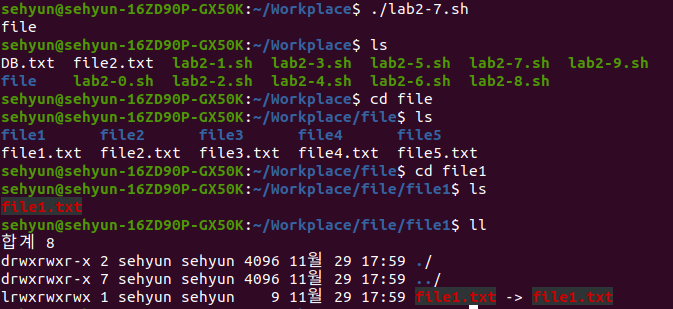 sehyun@sehyun-16ZD90P-GX50K:~/Workplace$ ./lab2-7.sh
file
sehyun@sehyun-16ZD90P-GX50K:~/Workplace$ ls
DB.txt file2.txt lab2-1.sh lab2-3.sh lab2-5.sh lab2-7.sh lab2-9.sh
file lab2-0.sh lab2-2.sh lab2-4.sh lab2-6.sh lab2-8.sh
sehyun@sehyun-16ZD90P-GX50K:~/Workplace$ cd file
sehyun@sehyun-16ZD90P-GX50K:~/Workplace/file$ ls
file1 file2 file3 file4 file5
file1.txt file2.txt file3.txt file4.txt file5.txt
sehyun@sehyun-16ZD90P-GX50K:~/Workplace/file$ cd file1
sehyun@sehyun-16ZD90P-GX50K:~/Workplace/file/file1$ ls
file1.txt
sehyun@sehyun-16ZD90P-GX50K:~/Workplace/file/file1$ ll
합계 8
drwxrwxr-x 2 sehyun sehyun 4096 11월 29 17:59 ./
drwxrwxr-x 7 sehyun sehyun 4096 11월 29 17:59 ../
lrwxrwxrwx 1 sehyun sehyun 9 11월 29 17:59 file1.txt -> file1.txt